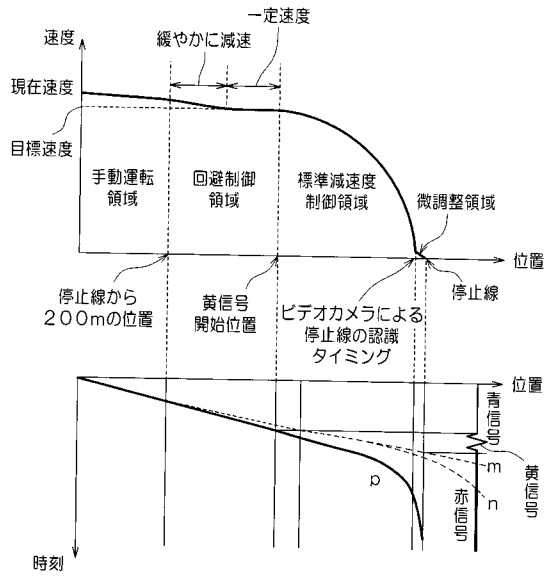 一定速度
緩やかに減速
速度
現在速度
目標速度
手動運転
領域
回避制御
領域
標準減速度
制御領域
微調整領域
位置
停止線から
200mの位置
黄信号
開始位置
ビデオカメラによる
停止線の認識
タイミング
停止線
位置
青信号
黄信号
赤信号
m
n
p
時刻